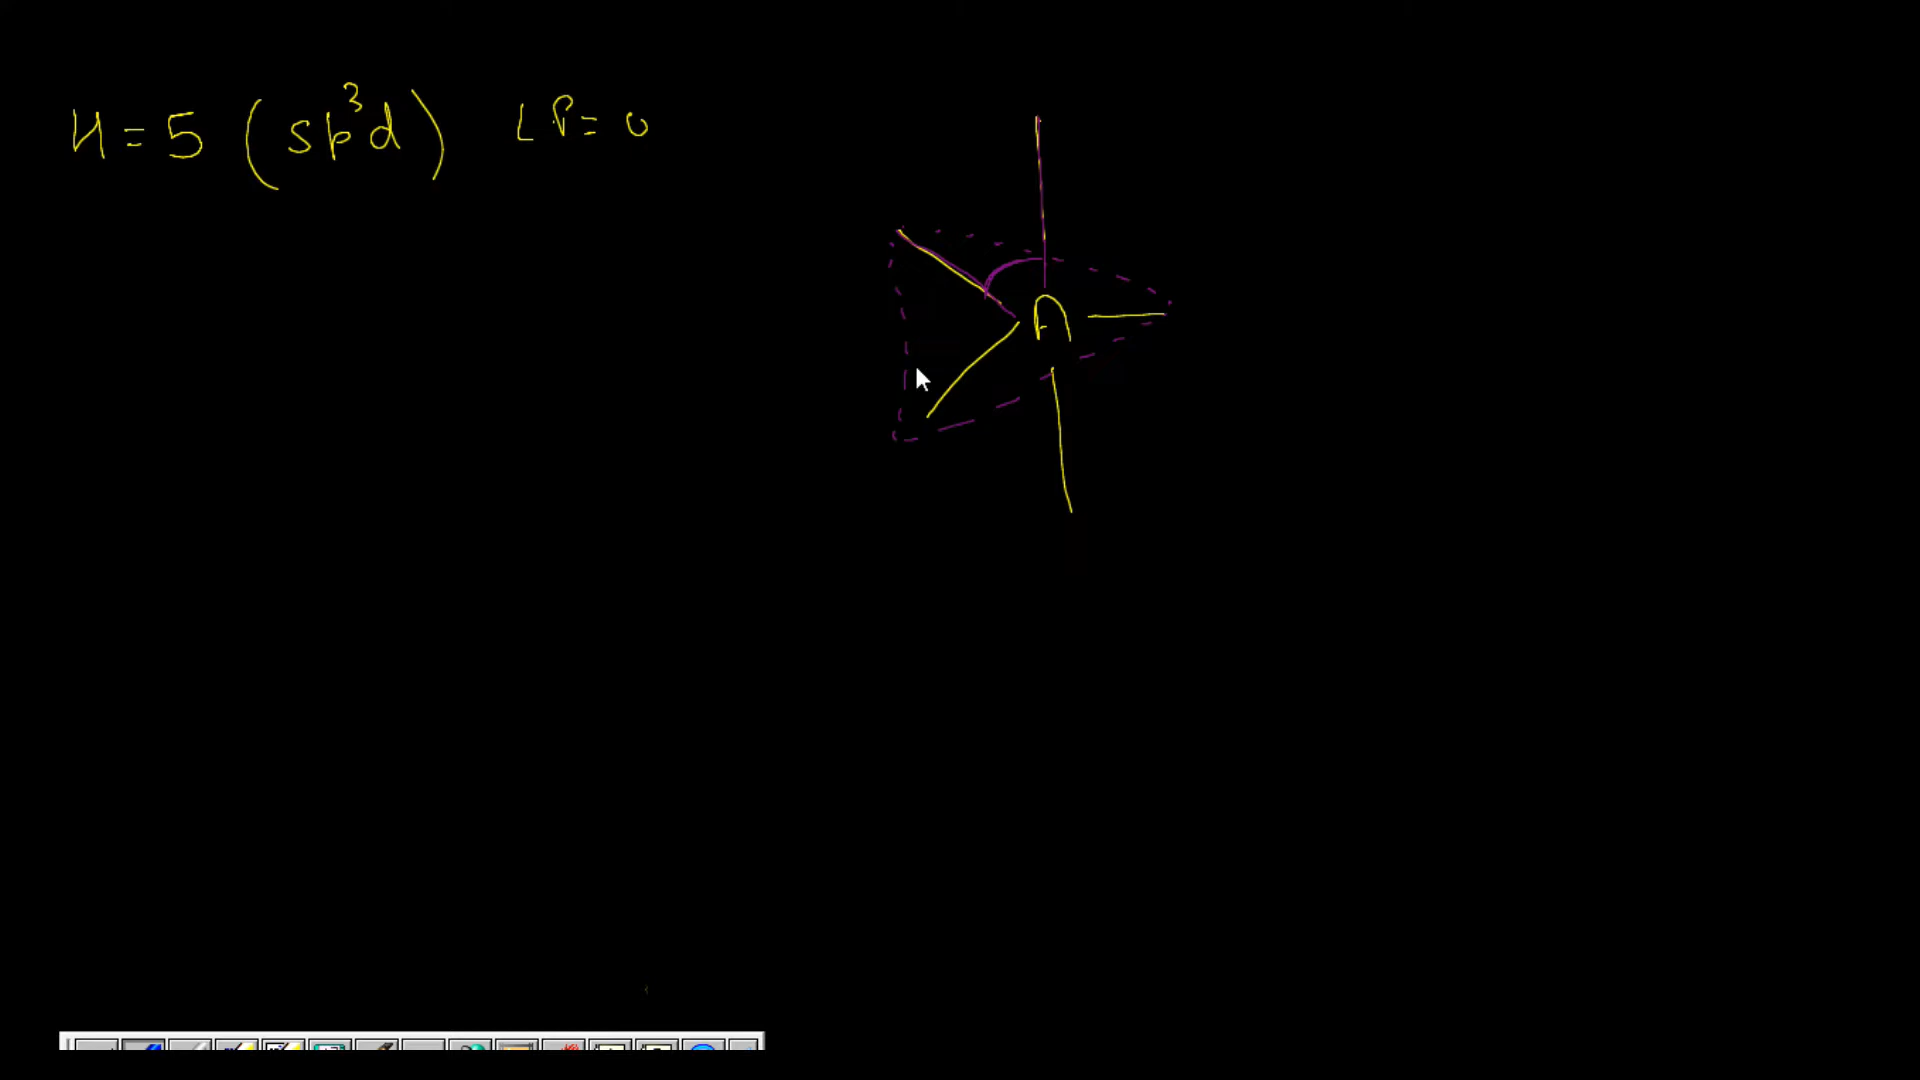 H = 5 (sp³d) LP = 0
A